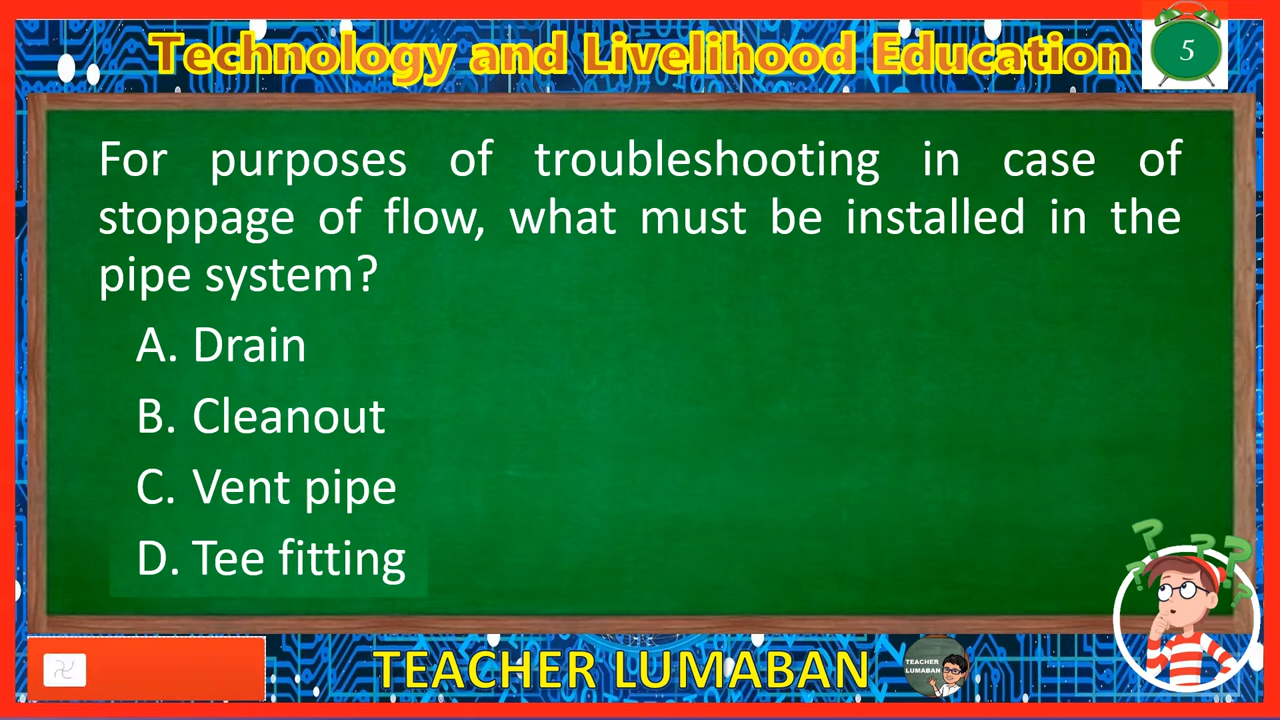 Technology and Livelihood Education
5
For purposes of troubleshooting in case of
stoppage of flow, what must be installed in the
pipe system?
A. Drain
B. Cleanout
C. Vent pipe
D. Tee fitting
TEACHER LUMABAN
TEACHER
LUMABAN